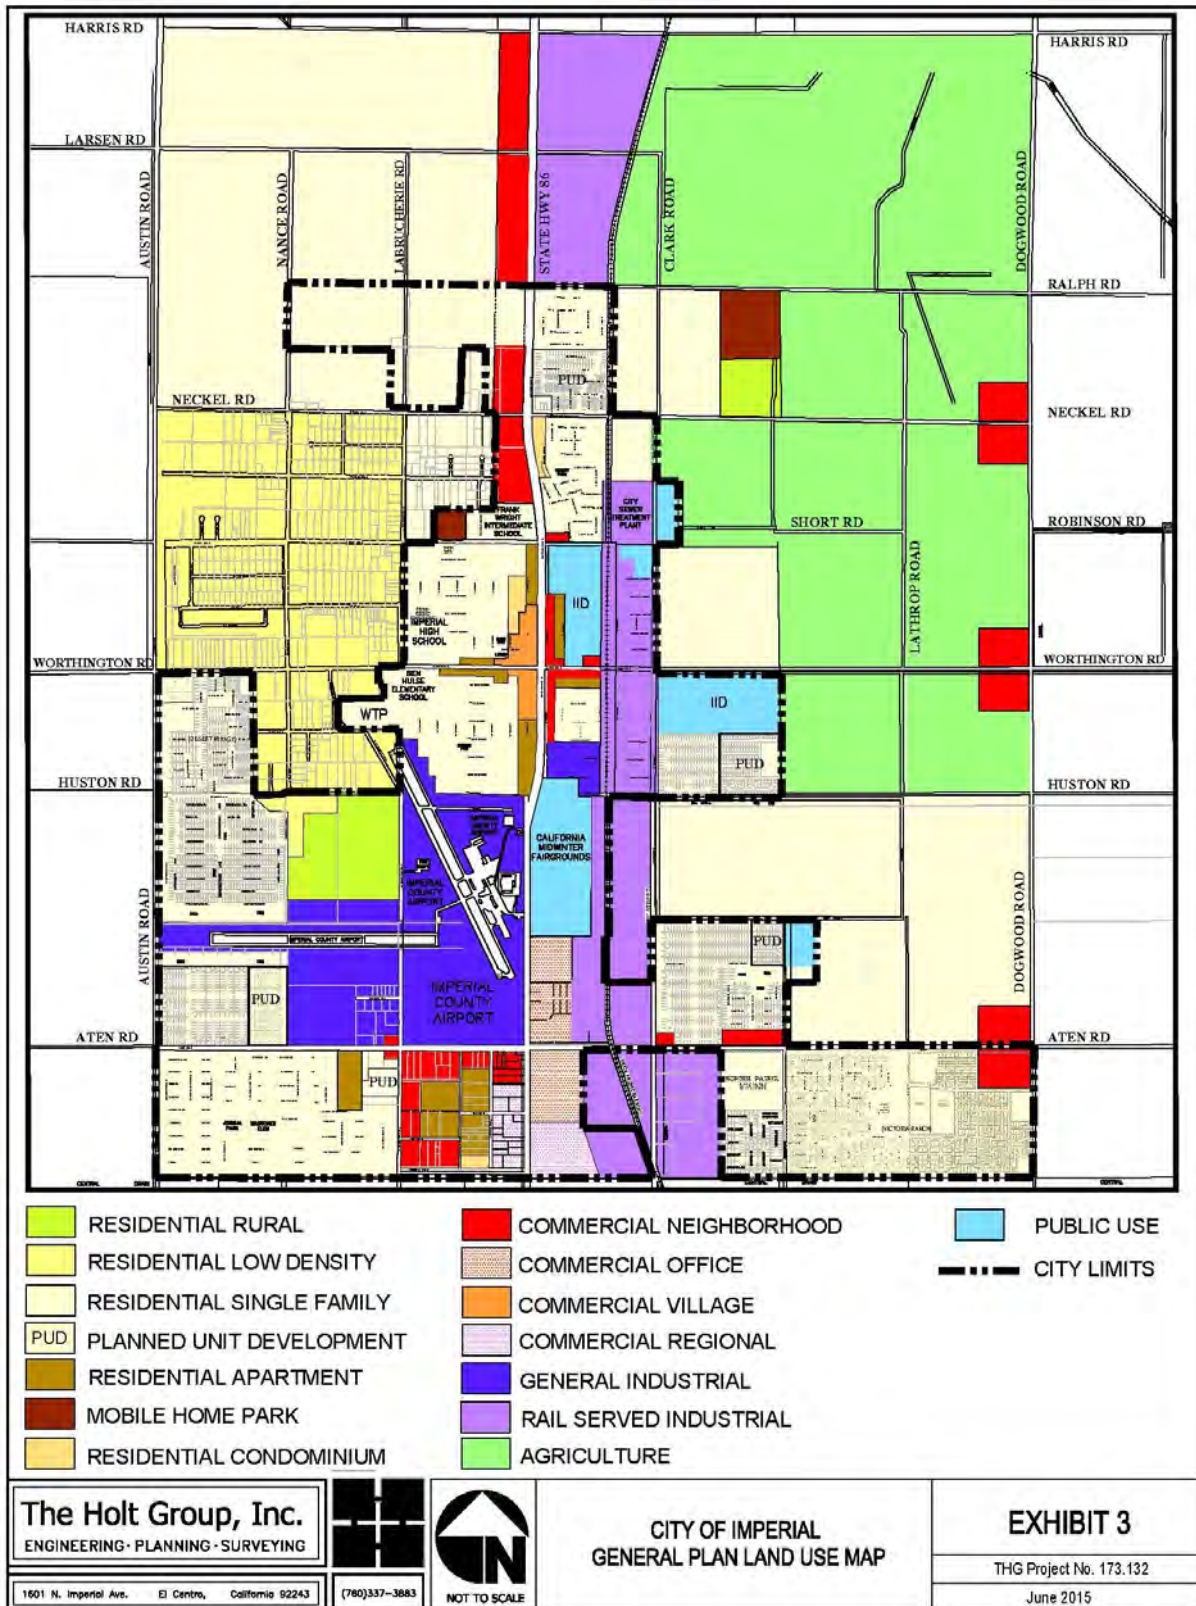 HARRIS RD
HARRIS RD
LARSEN RD
AUSTIN ROAD
NANCE ROAD
LABRUCHERIE RD
STATE HWY 86
CLARK ROAD
DOGWOOD ROAD
RALPH RD
PUD
NECKEL RD
NECKEL RD
FRANK
WRIGHT
INTERMEDIATE
SCHOOL
CITY
SEWER
TREATMENT
PLANT
SHORT RD
ROBINSON RD
LATHROP ROAD
IID
IMPERIAL
HIGH
SCHOOL
WORTHINGTON RD
WORTHINGTON RD
BEN
HULSE
ELEMENTARY
SCHOOL
WTP
IID
PUD
HUSTON RD
HUSTON RD
CALIFORNIA
MIDWINTER
FAIRGROUNDS
IMPERIAL
COUNTY
AIRPORT
AUSTIN ROAD
DOGWOOD ROAD
IMPERIAL COUNTY AIRPORT
PUD
PUD
IMPERIAL
COUNTY
AIRPORT
ATEN RD
ATEN RD
PUD
RESIDENTIAL RURAL
RESIDENTIAL LOW DENSITY
RESIDENTIAL SINGLE FAMILY
PUD PLANNED UNIT DEVELOPMENT
RESIDENTIAL APARTMENT
MOBILE HOME PARK
RESIDENTIAL CONDOMINIUM
COMMERCIAL NEIGHBORHOOD
COMMERCIAL OFFICE
COMMERCIAL VILLAGE
COMMERCIAL REGIONAL
GENERAL INDUSTRIAL
RAIL SERVED INDUSTRIAL
AGRICULTURE
PUBLIC USE
CITY LIMITS
The Holt Group, Inc.
ENGINEERING · PLANNING · SURVEYING
1601 N. Imperial Ave. El Centro, California 92243
(760)337-3883
N
NOT TO SCALE
CITY OF IMPERIAL
GENERAL PLAN LAND USE MAP
EXHIBIT 3
THG Project No. 173.132
June 2015